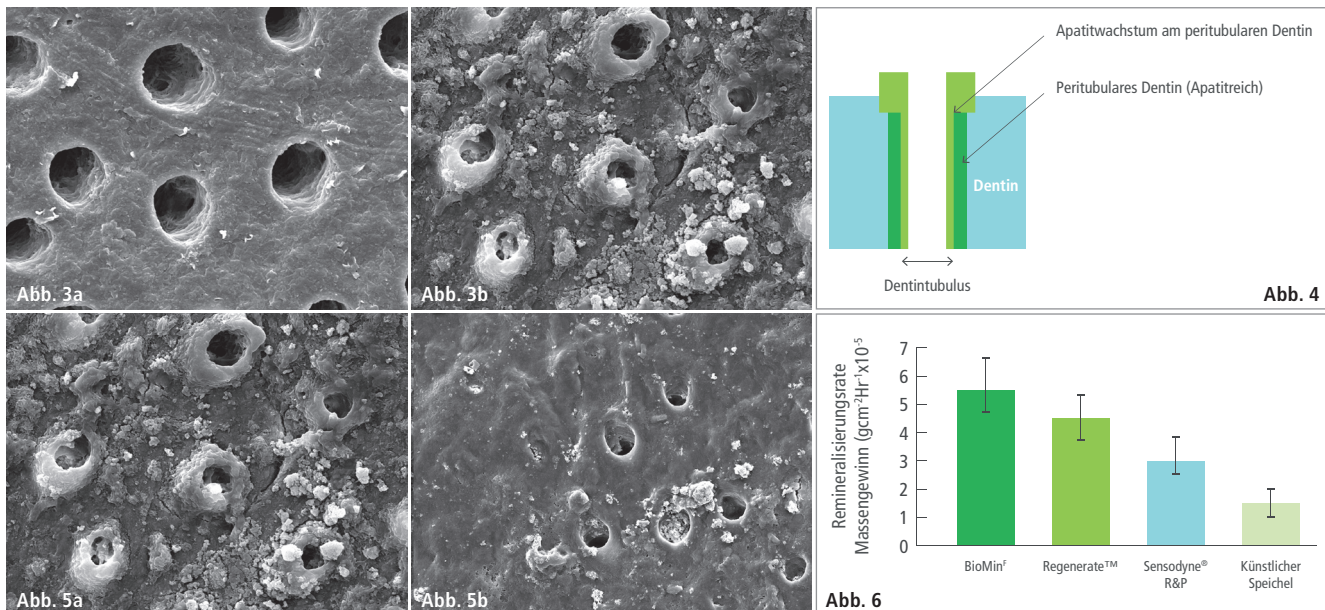 Abb. 3a
Abb. 3b
Apatitwachstum am peritubularen Dentin
Peritubulares Dentin (Apatitreich)
Dentin
Dentintubulus
Abb. 4
Abb. 5a
Abb. 5b
Remineralisierungsrate
Massengewinn (gcm⁻²Hr⁻¹x10⁻⁵
7
6
5
4
3
2
1
0
BioMinᶠ
Regenerate™
Sensodyne®
R&P
Künstlicher
Speichel
Abb. 6